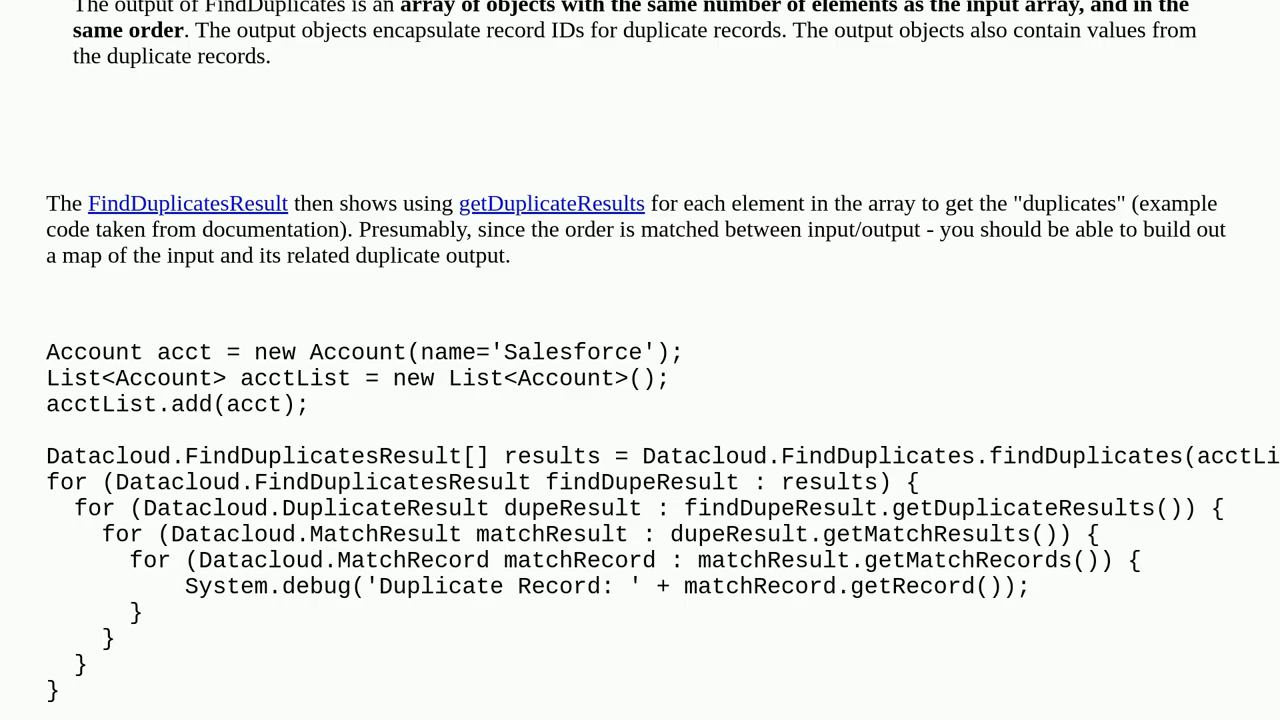 The output of FindDuplicates is an array of objects with the same number of elements as the input array, and in the
same order. The output objects encapsulate record IDs for duplicate records. The output objects also contain values from
the duplicate records.
The FindDuplicatesResult then shows using getDuplicateResults for each element in the array to get the "duplicates" (example
code taken from documentation). Presumably, since the order is matched between input/output - you should be able to build out
a map of the input and its related duplicate output.
Account acct = new Account(name='Salesforce');
List<Account> acctList = new List<Account>();
acctList.add(acct);
Datacloud.FindDuplicatesResult[] results = Datacloud.FindDuplicates.findDuplicates(acctLi
for (Datacloud.FindDuplicatesResult findDupeResult : results) {
  for (Datacloud.DuplicateResult dupeResult : findDupeResult.getDuplicateResults()) {
    for (Datacloud.MatchResult matchResult : dupeResult.getMatchResults()) {
      for (Datacloud.MatchRecord matchRecord : matchResult.getMatchRecords()) {
          System.debug('Duplicate Record: ' + matchRecord.getRecord());
      }
    }
  }
}